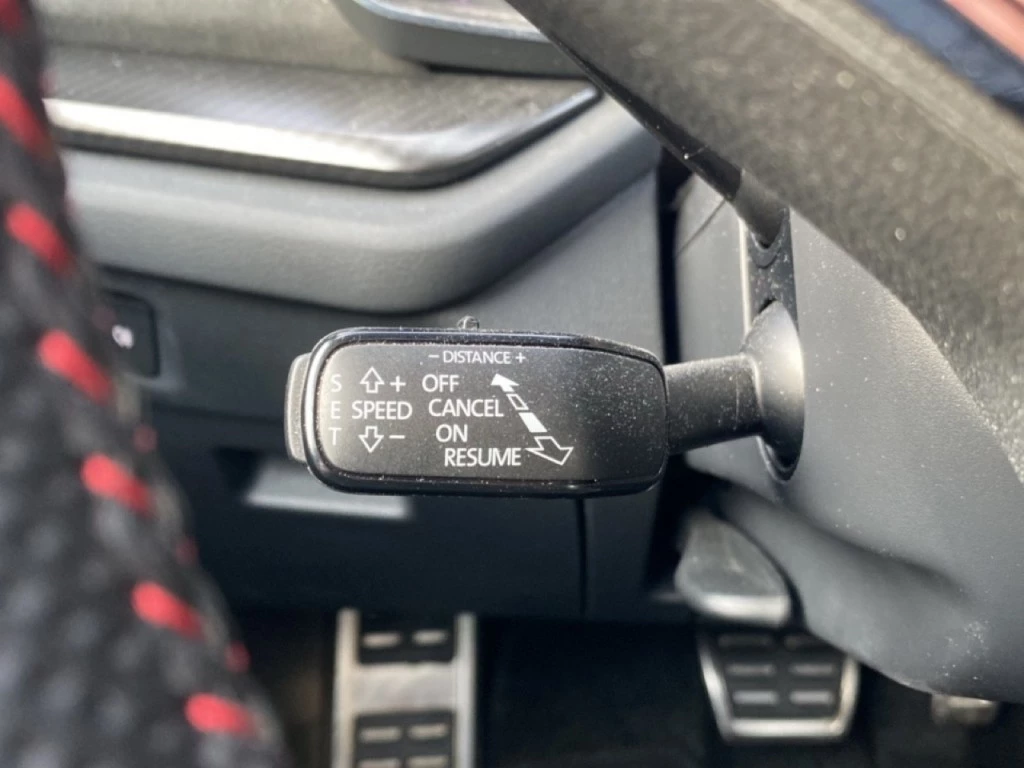 − DISTANCE +
S + OFF
E SPEED CANCEL
T − ON
RESUME